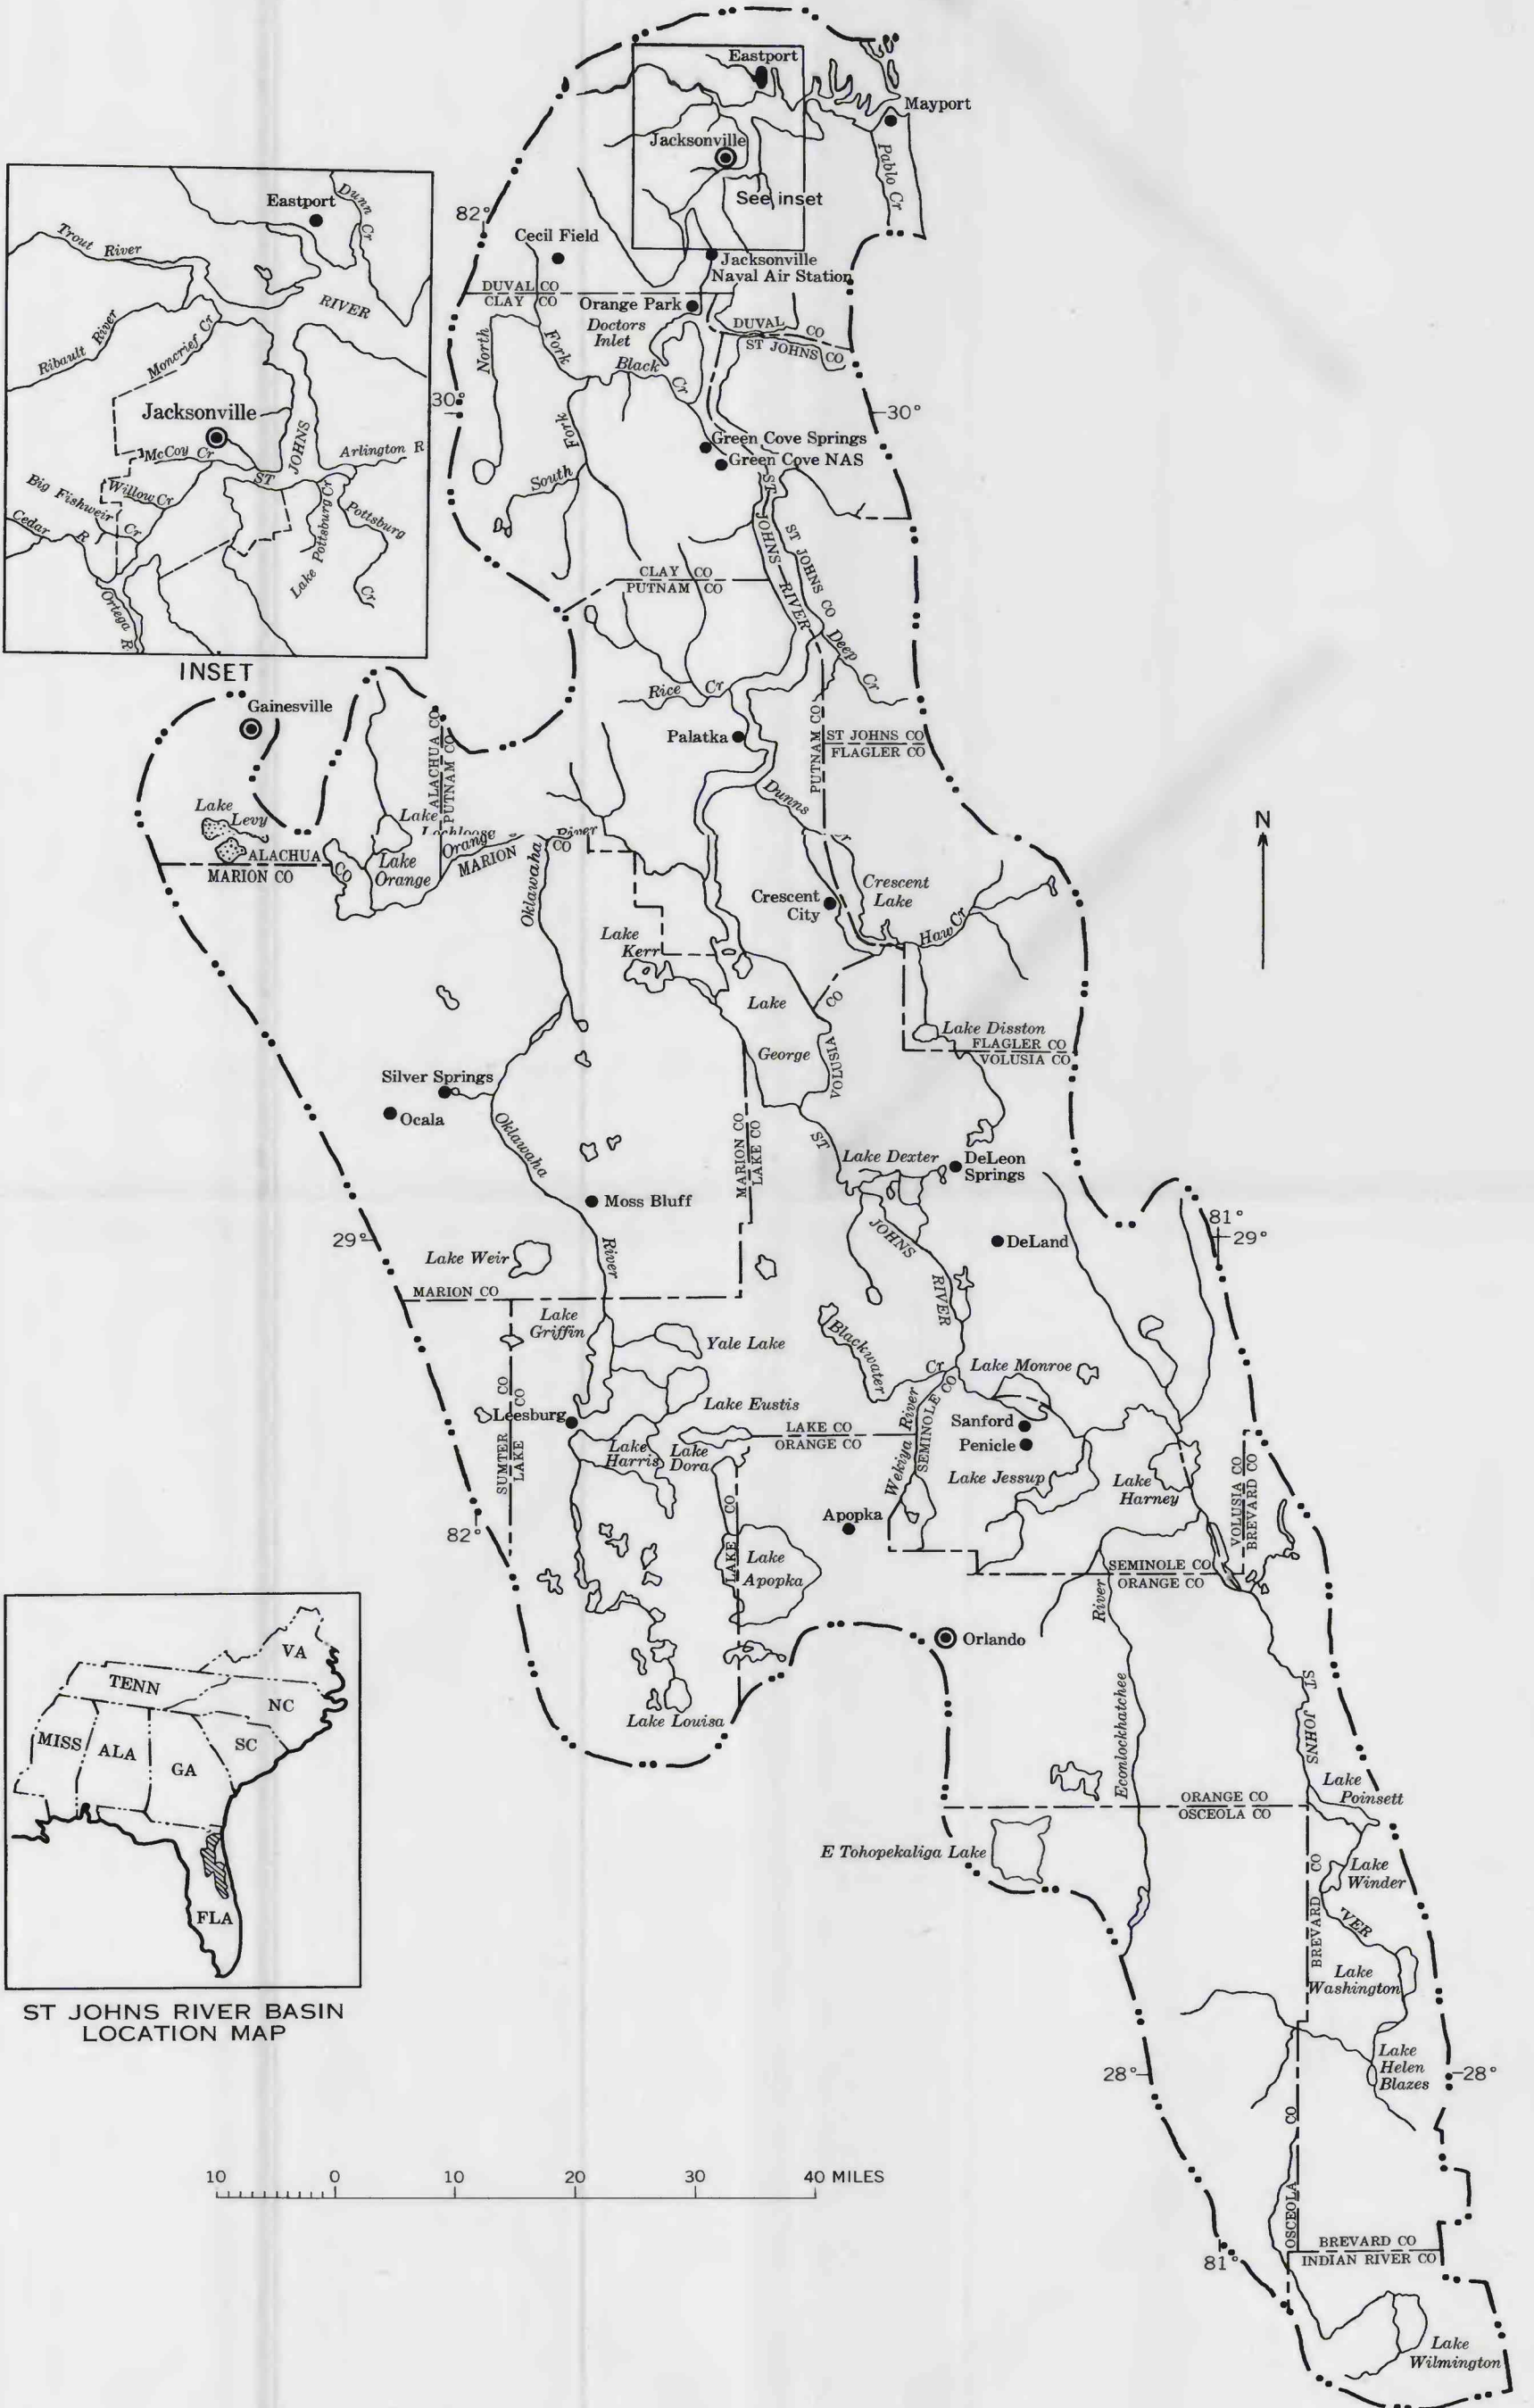 Eastport
Mayport
Jacksonville
Pablo Cr
See inset
82°
Cecil Field
Jacksonville
Naval Air Station
DUVAL CO
CLAY CO
Orange Park
Doctors
Inlet
DUVAL CO
ST JOHNS CO
North
Fork
Black
Cr
30°
30°
Fork
South
Green Cove Springs
Green Cove NAS
ST
JOHNS
RIVER
ST JOHNS CO
CLAY CO
PUTNAM CO
Deep
Cr
Rice Cr
Eastport
Dunn
Cr
Trout River
RIVER
Ribault River
Moncrief Cr
Jacksonville
JOHNS
McCoy Cr
Arlington R
ST
Willow Cr
Big Fishweir
Cr
Cedar
R
Lake Pottsburg Cr
Pottsburg
Cr
Ortega R
INSET
Gainesville
ALACHUA CO
PUTNAM CO
Palatka
PUTNAM CO
ST JOHNS CO
FLAGLER CO
Dunns
Lake
Levy
Lake
Lochloosa
Orange
River
ALACHUA
CO
MARION CO
Lake
Orange
MARION
CO
Oklawaha
Crescent
City
Crescent
Lake
Haw Cr
N
Lake
Kerr
Lake
George
CO
VOLUSIA
Lake Disston
FLAGLER CO
VOLUSIA CO
Silver Springs
Ocala
Oklawaha
MARION CO
LAKE CO
ST
Lake Dexter
DeLeon
Springs
Moss Bluff
JOHNS
DeLand
81°
29°
29°
Lake Weir
River
MARION CO
RIVER
Lake
Griffin
Yale Lake
Blackwater
Cr
Lake Monroe
Lake Eustis
SUMTER CO
LAKE CO
Leesburg
Wekiva River
SEMINOLE CO
Sanford
Penicle
LAKE CO
ORANGE CO
Lake
Harris
Lake
Dora
Lake Jessup
Lake
Harney
VOLUSIA CO
BREVARD CO
LAKE CO
Apopka
82°
Lake
Apopka
SEMINOLE CO
ORANGE CO
River
Orlando
Lake Louisa
Econlockhatchee
ST
JOHNS
VA
TENN
NC
MISS
ALA
GA
SC
FLA
ST JOHNS RIVER BASIN
LOCATION MAP
Lake
Poinsett
ORANGE CO
OSCEOLA CO
E Tohopekaliga Lake
BREVARD CO
Lake
Winder
VER
Lake
Washington
28°
Lake
Helen
Blazes
28°
OSCEOLA CO
10 0 10 20 30 40 MILES
81°
BREVARD CO
INDIAN RIVER CO
Lake
Wilmington